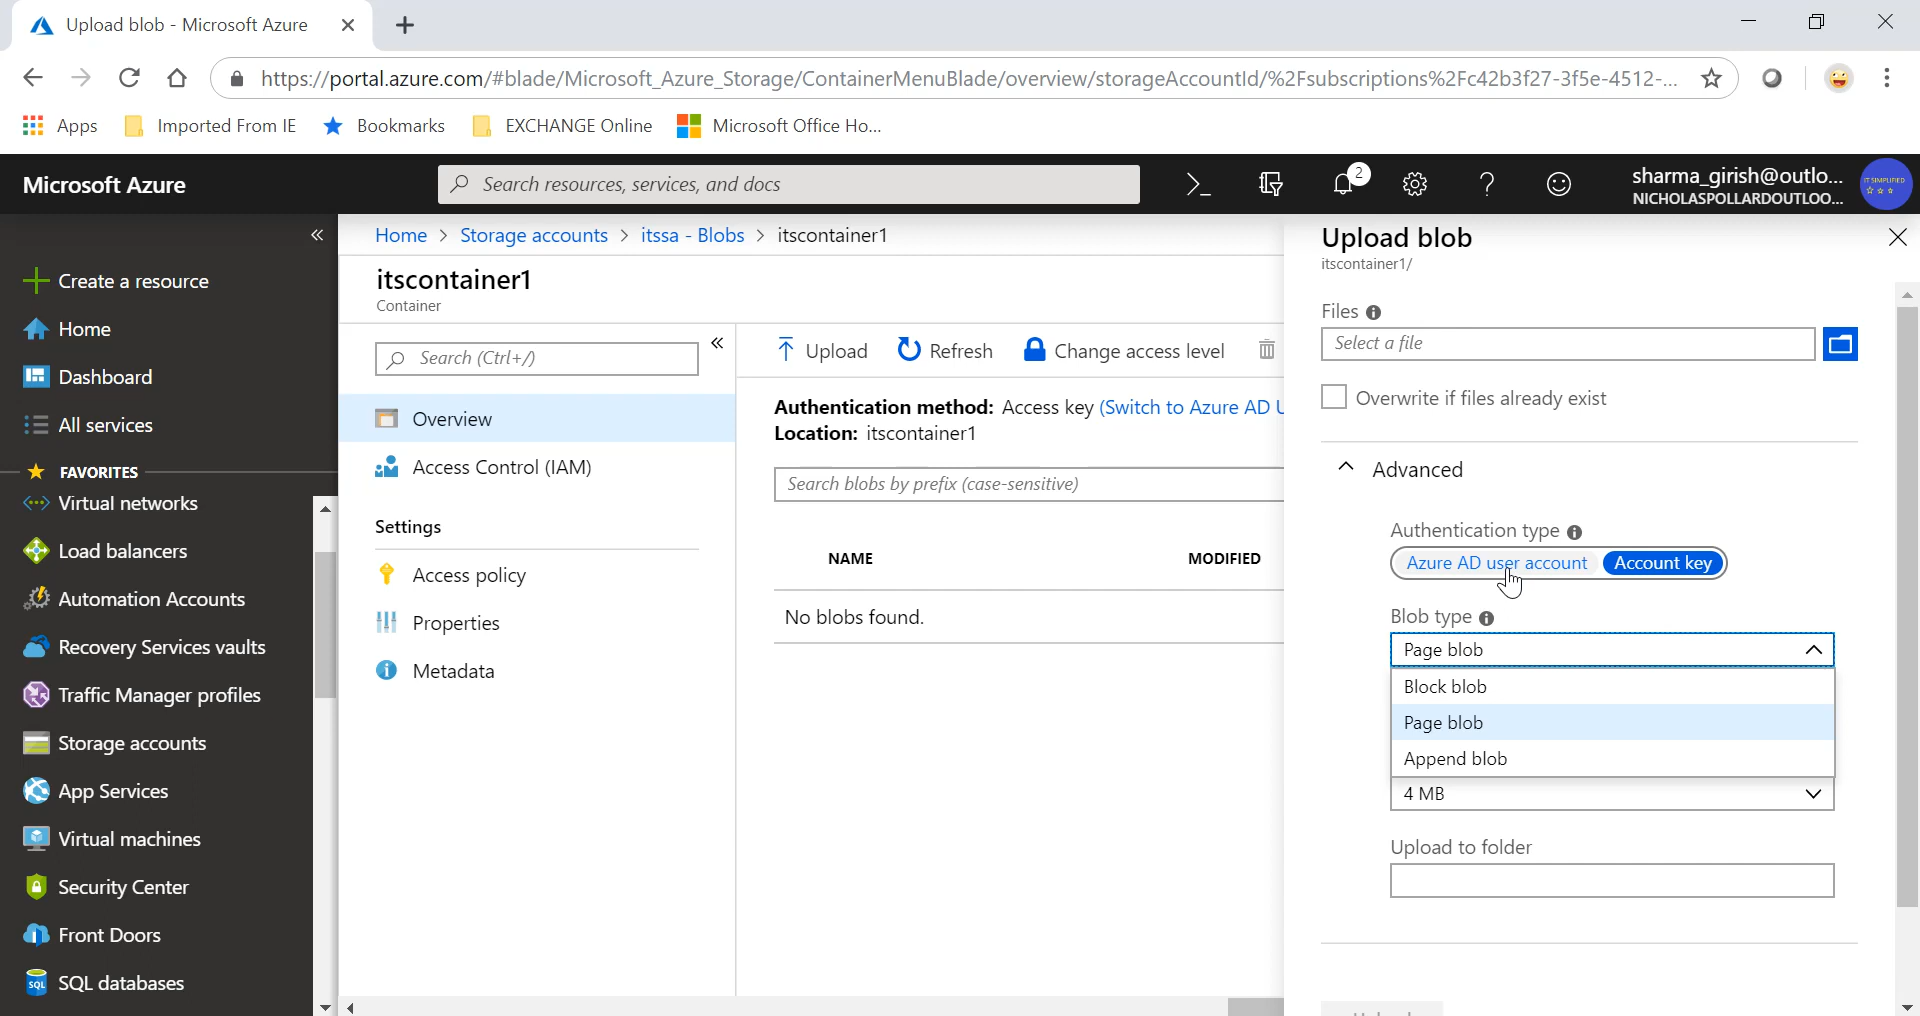 Upload blob - Microsoft Azure
https://portal.azure.com/#blade/Microsoft_Azure_Storage/ContainerMenuBlade/overview/storageAccountId/%2Fsubscriptions%2Fc42b3f27-3f5e-4512-...
Apps
Imported From IE
Bookmarks
EXCHANGE Online
Microsoft Office Ho...
Microsoft Azure
Search resources, services, and docs
2
sharma_girish@outlo...
NICHOLASPOLLARDOUTLOO...
IT SIMPLIFIED
Create a resource
Home
Dashboard
All services
FAVORITES
Virtual networks
Load balancers
Automation Accounts
Recovery Services vaults
Traffic Manager profiles
Storage accounts
App Services
Virtual machines
Security Center
Front Doors
SQL
SQL databases
Home > Storage accounts > itssa - Blobs > itscontainer1
itscontainer1
Container
Search (Ctrl+/)
Overview
Access Control (IAM)
Settings
Access policy
Properties
Metadata
Upload
Refresh
Change access level
Authentication method: Access key (Switch to Azure AD U
Location: itscontainer1
Search blobs by prefix (case-sensitive)
NAME
MODIFIED
No blobs found.
Upload blob
itscontainer1/
Files
Select a file
Overwrite if files already exist
Advanced
Authentication type
Azure AD user account
Account key
Blob type
Page blob
Block blob
Page blob
Append blob
4 MB
Upload to folder